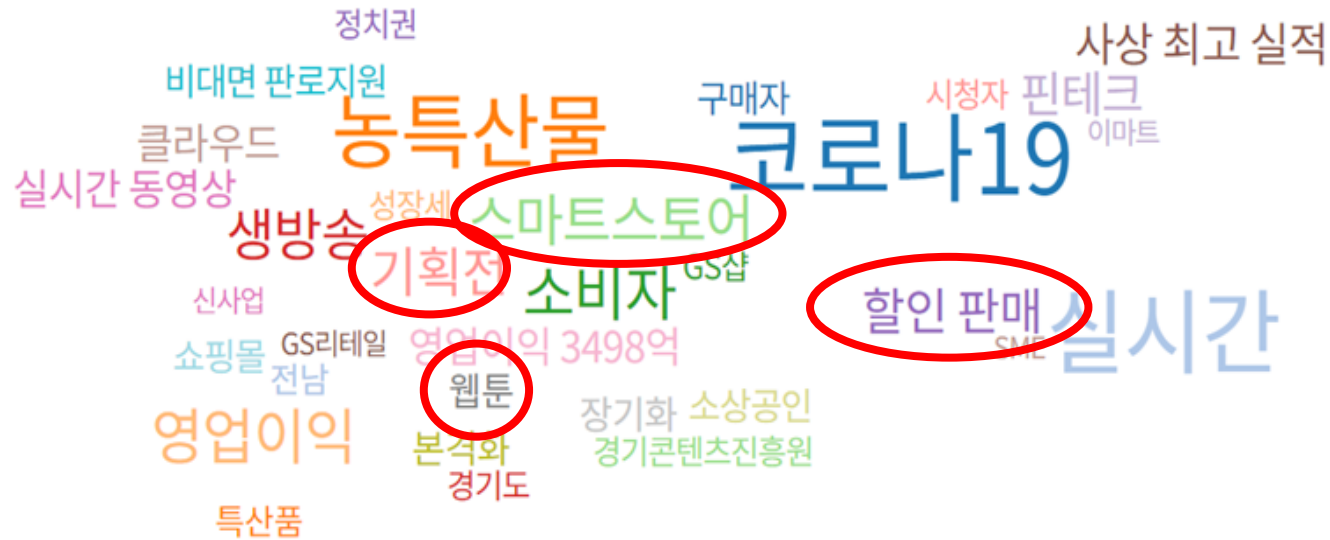 정치권
사상 최고 실적
비대면 판로지원
구매자
시청자
핀테크
농특산물
코로나19
이마트
클라우드
실시간 동영상
성장세
스마트스토어
생방송
기획전
소비자
GS샵
신사업
할인 판매
실시간
쇼핑몰
GS리테일
영업이익 3498억
SME
전남
웹툰
장기화
소상공인
영업이익
본격화
경기콘텐츠진흥원
경기도
특산품